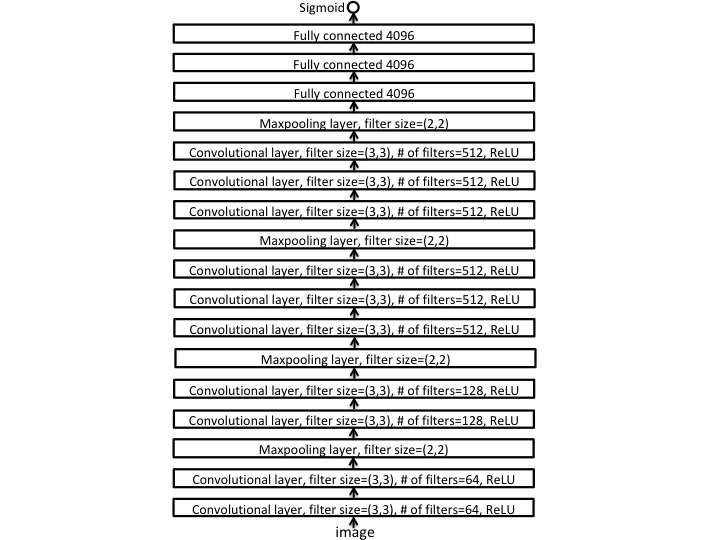 Sigmoid
Fully connected 4096
Fully connected 4096
Fully connected 4096
Maxpooling layer, filter size=(2,2)
Convolutional layer, filter size=(3,3), # of filters=512, ReLU
Convolutional layer, filter size=(3,3), # of filters=512, ReLU
Convolutional layer, filter size=(3,3), # of filters=512, ReLU
Maxpooling layer, filter size=(2,2)
Convolutional layer, filter size=(3,3), # of filters=512, ReLU
Convolutional layer, filter size=(3,3), # of filters=512, ReLU
Convolutional layer, filter size=(3,3), # of filters=512, ReLU
Maxpooling layer, filter size=(2,2)
Convolutional layer, filter size=(3,3), # of filters=128, ReLU
Convolutional layer, filter size=(3,3), # of filters=128, ReLU
Maxpooling layer, filter size=(2,2)
Convolutional layer, filter size=(3,3), # of filters=64, ReLU
Convolutional layer, filter size=(3,3), # of filters=64, ReLU
image